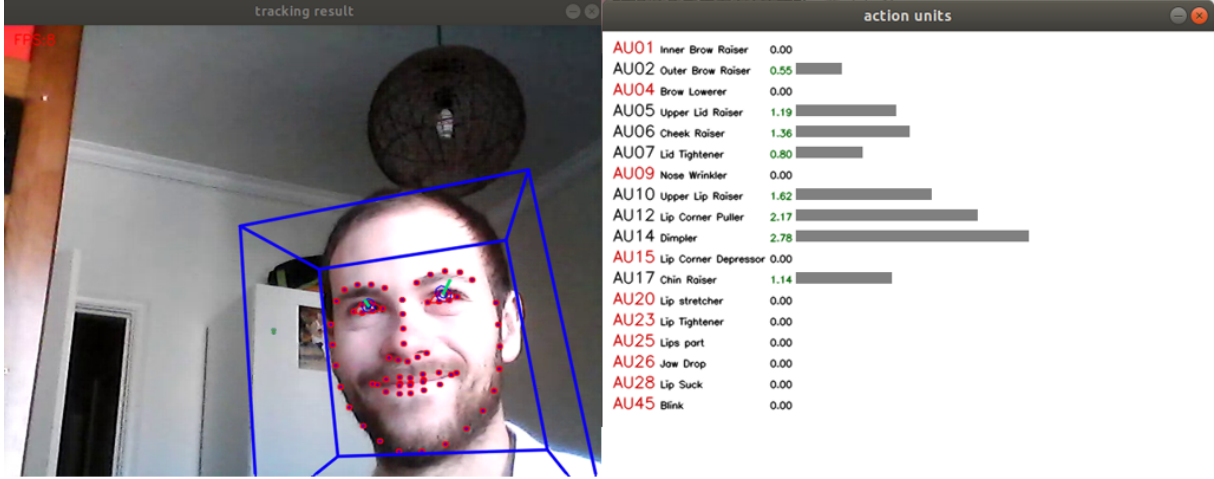 tracking result
FPS:8
action units
AU01 Inner Brow Raiser 0.00
AU02 Outer Brow Raiser 0.55
AU04 Brow Lowerer 0.00
AU05 Upper Lid Raiser 1.19
AU06 Cheek Raiser 1.36
AU07 Lid Tightener 0.80
AU09 Nose Wrinkler 0.00
AU10 Upper Lip Raiser 1.62
AU12 Lip Corner Puller 2.17
AU14 Dimpler 2.78
AU15 Lip Corner Depressor 0.00
AU17 Chin Raiser 1.14
AU20 Lip stretcher 0.00
AU23 Lip Tightener 0.00
AU25 Lips part 0.00
AU26 Jaw Drop 0.00
AU28 Lip Suck 0.00
AU45 Blink 0.00